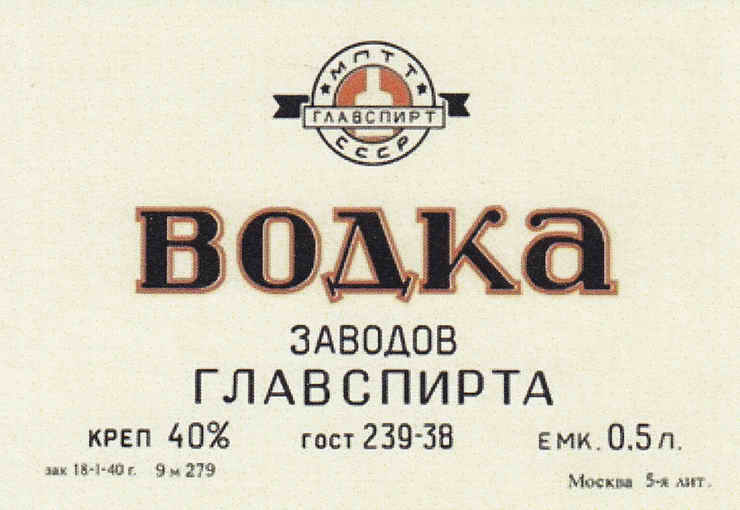 МПТТ
ГЛАВСПИРТ
СССР
ВОДКА
ЗАВОДОВ
ГЛАВСПИРТА
КРЕП 40% ГОСТ 239-38 ЕМК. 0,5 Л.
зак 18-I-40 г. 9 м 279 Москва 5-я лит.